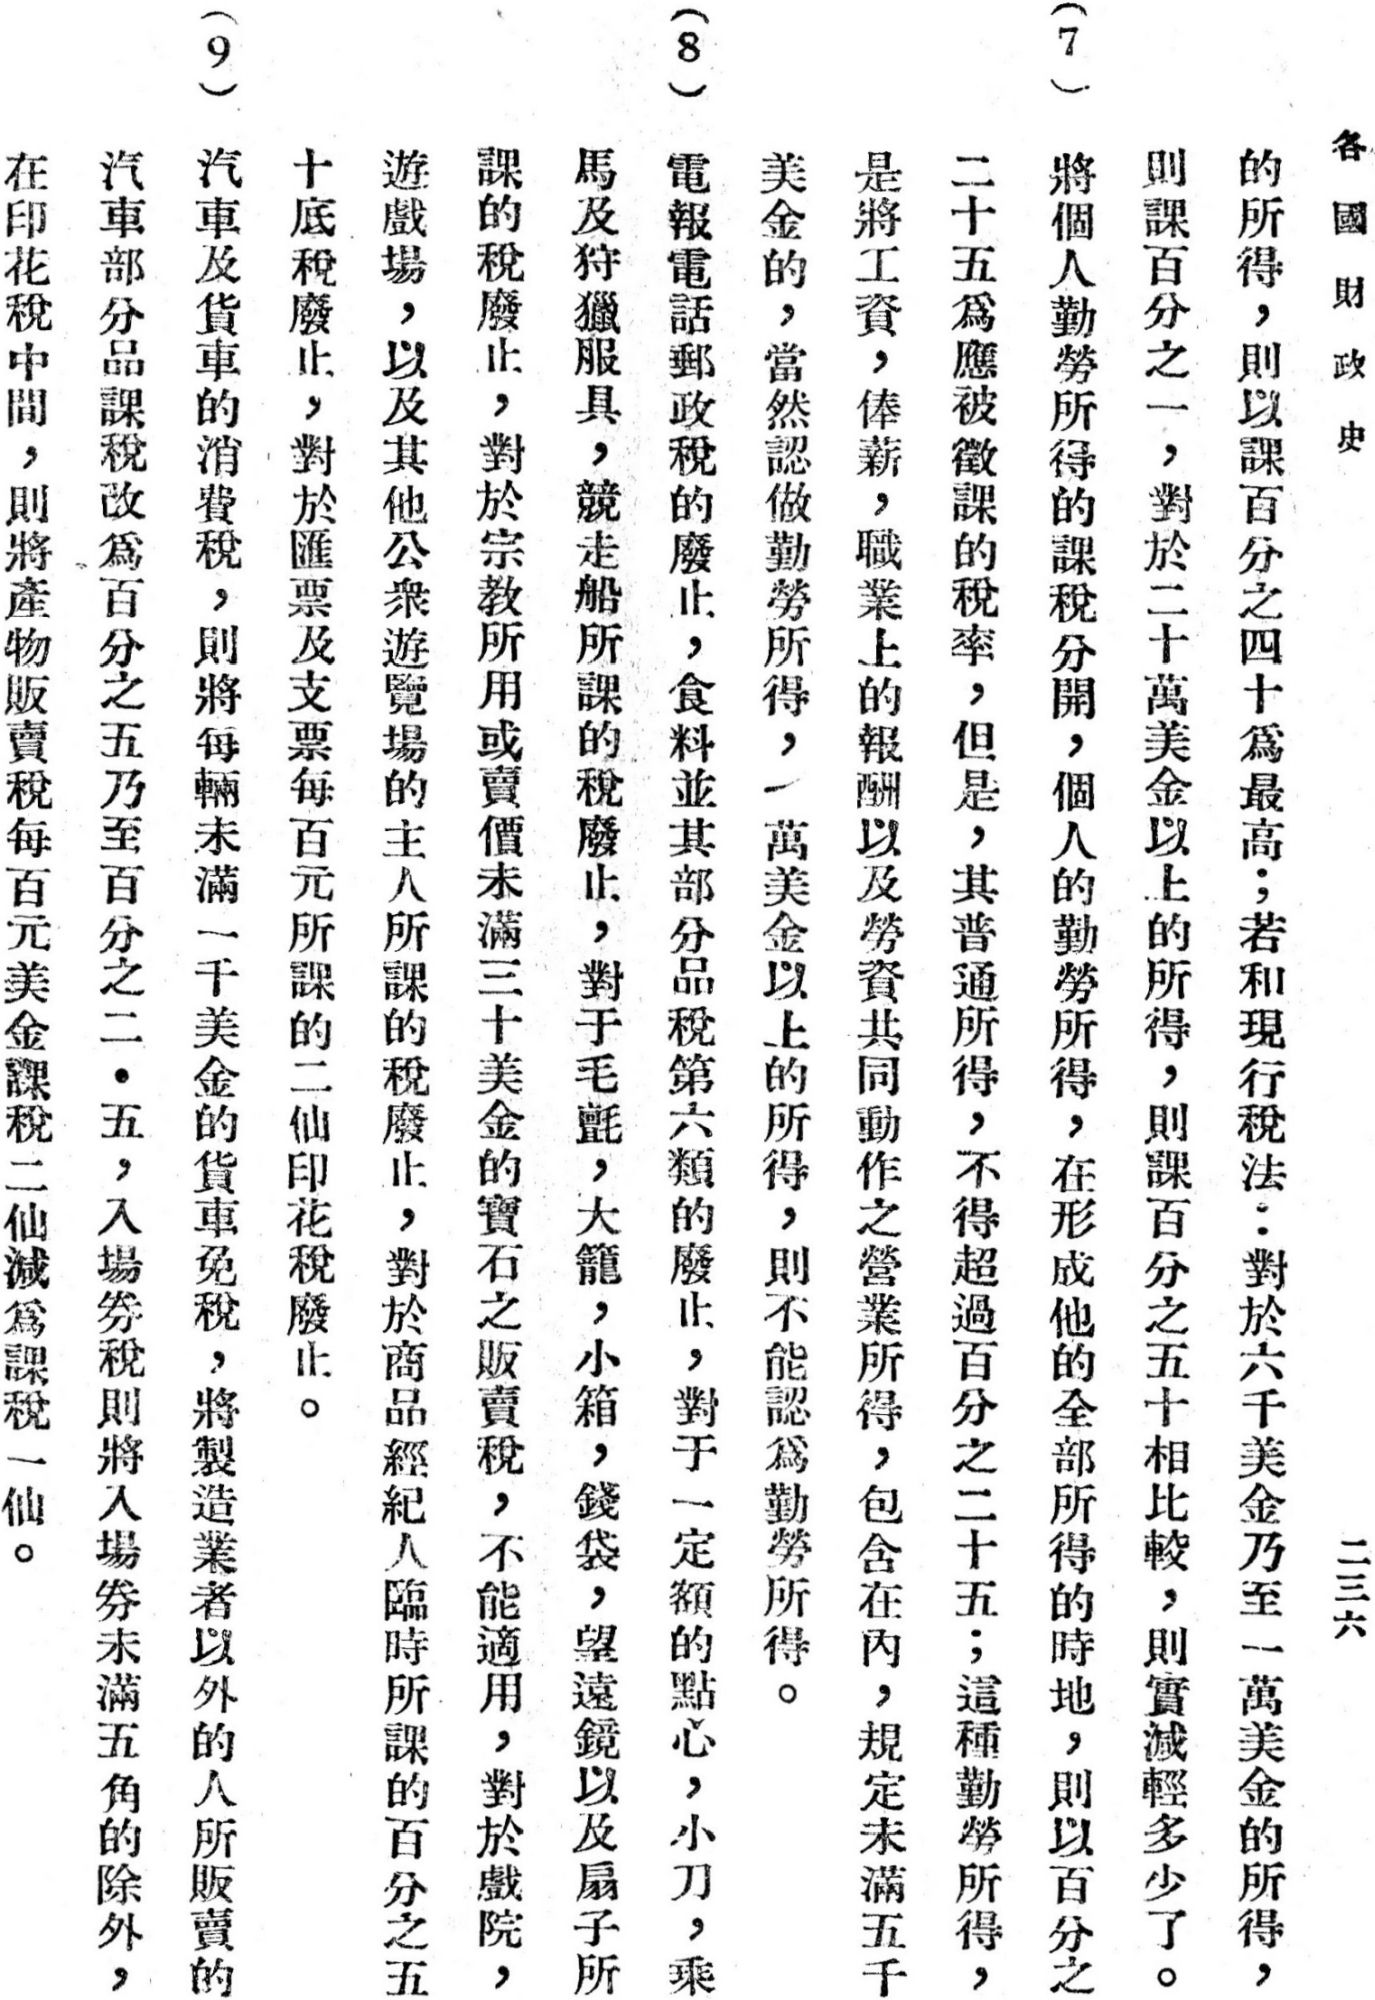 各國財政史
二三六
的所得，則以課百分之四十爲最高；若和現行稅法：對於六千美金乃至一萬美金的所得，
則課百分之一，對於二十萬美金以上的所得，則課百分之五十相比較，則實減輕多少了。
（7）將個人勤勞所得的課稅分開，個人的勤勞所得，在形成他的全部所得的時地，則以百分之
二十五爲應被徵課的稅率，但是，其普通所得，不得超過百分之二十五；這種勤勞所得，
是將工資，俸薪，職業上的報酬以及勞資共同動作之營業所得，包含在內，規定未滿五千
美金的，當然認做勤勞所得，一萬美金以上的所得，則不能認爲勤勞所得。
（8）電報電話郵政稅的廢止，食料並其部分品稅第六類的廢止，對于一定額的點心，小刀，乘
馬及狩獵服具，競走船所課的稅廢止，對于毛氈，大籠，小箱，錢袋，望遠鏡以及扇子所
課的稅廢止，對於宗教所用或賣價未滿三十美金的寶石之販賣稅，不能適用，對於戲院，
遊戲場，以及其他公衆遊覽場的主人所課的稅廢止，對於商品經紀人臨時所課的百分之五
十底稅廢止，對於匯票及支票每百元所課的二仙印花稅廢止。
（9）汽車及貨車的消費稅，則將每輛未滿一千美金的貨車免稅，將製造業者以外的人所販賣的
汽車部分品課稅改爲百分之五乃至百分之二・五，入場券稅則將入場券未滿五角的除外，
在印花稅中間，則將產物販賣稅每百元美金課稅二仙減爲課稅一仙。